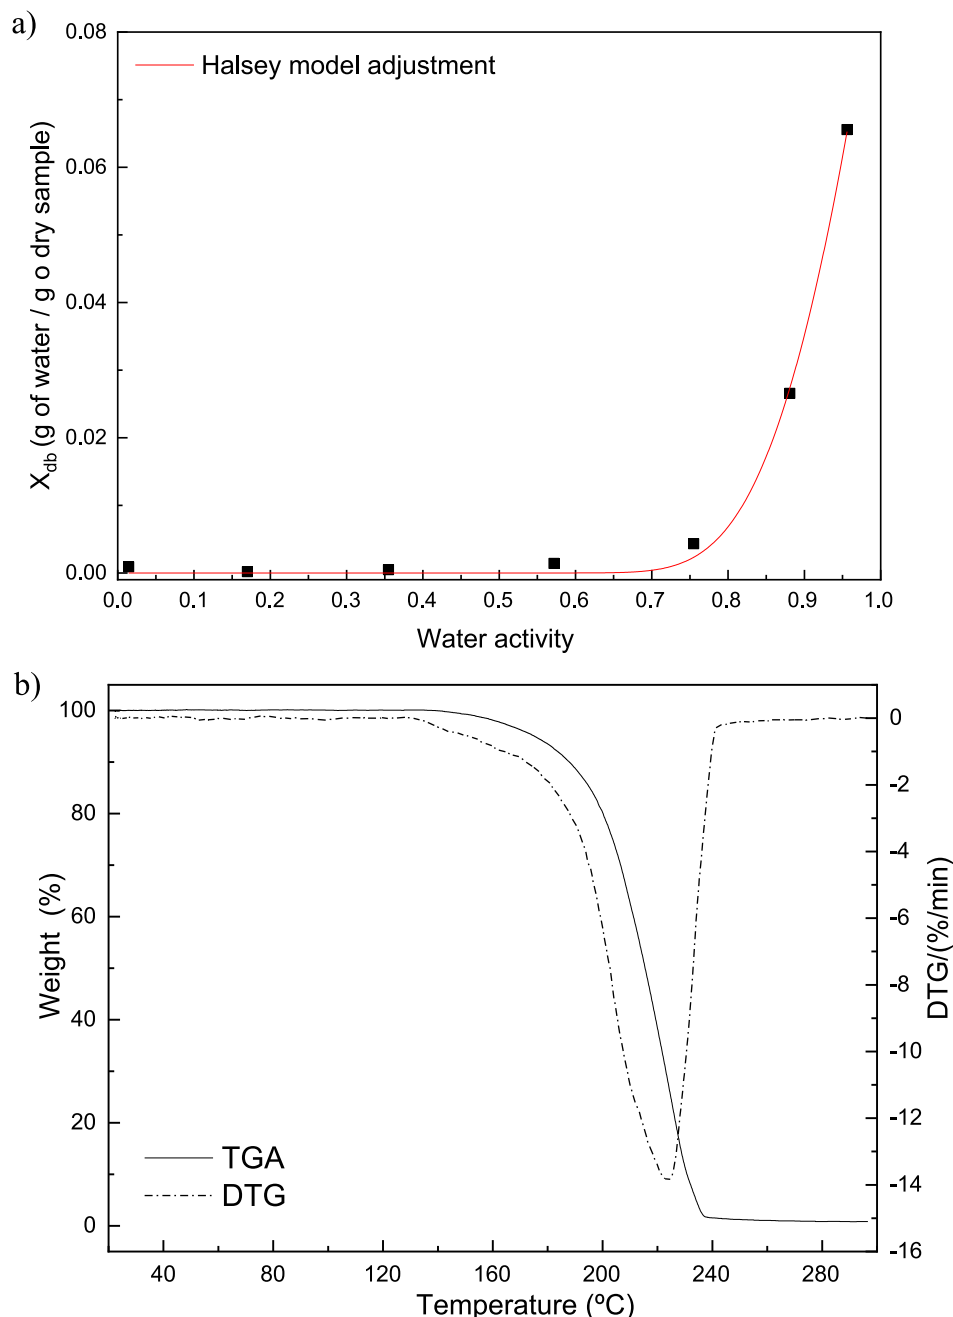 a)
0.08
0.06
0.04
0.02
0.00
X_db (g of water / g o dry sample)
Halsey model adjustment
0.0 0.1 0.2 0.3 0.4 0.5 0.6 0.7 0.8 0.9 1.0
Water activity
b)
100
80
60
40
20
0
Weight (%)
TGA
DTG
0
-2
-4
-6
-8
-10
-12
-14
-16
DTG/(%/min)
40 80 120 160 200 240 280
Temperature (ºC)